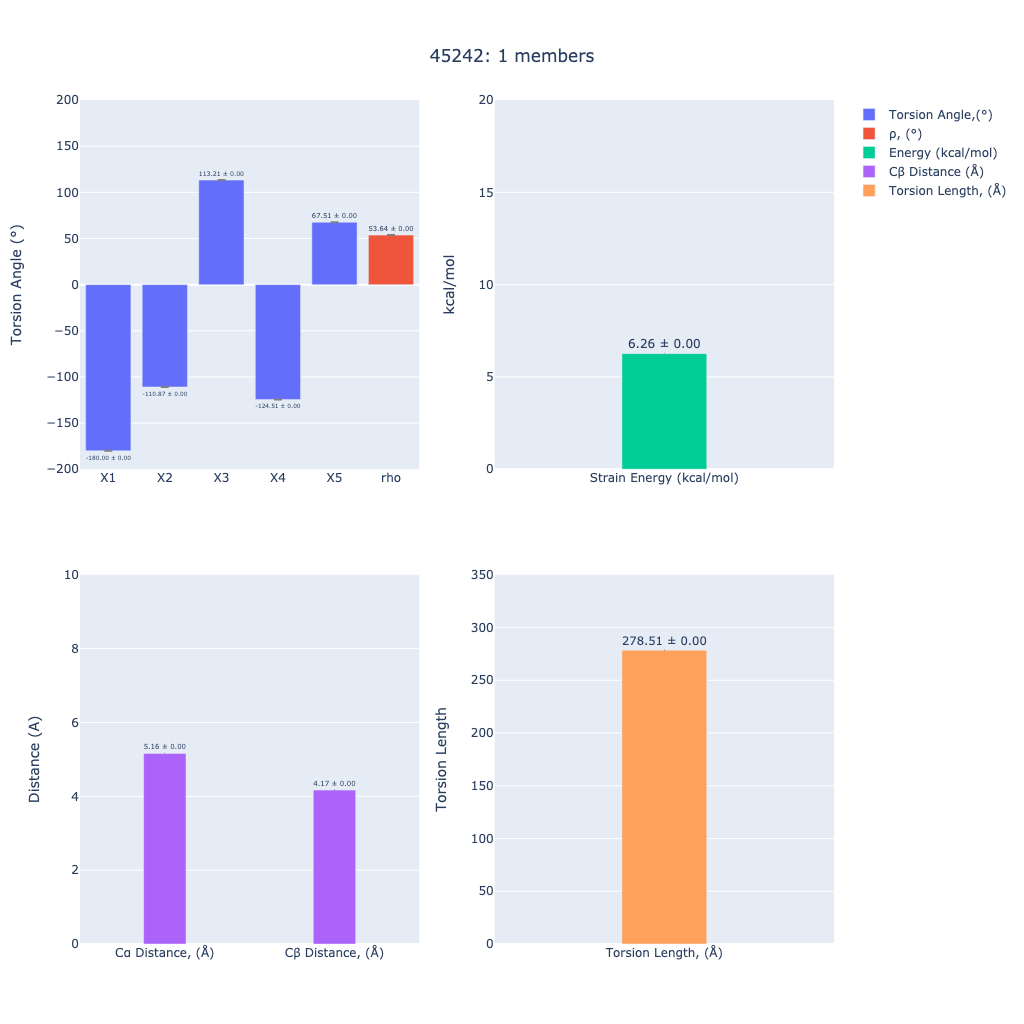 45242: 1 members
Torsion Angle (°)
200
150
100
50
0
−50
−100
−150
−200
-180.00 ± 0.00
-110.87 ± 0.00
113.21 ± 0.00
-124.51 ± 0.00
67.51 ± 0.00
53.64 ± 0.00
X1
X2
X3
X4
X5
rho
kcal/mol
20
15
10
5
0
6.26 ± 0.00
Strain Energy (kcal/mol)
Torsion Angle,(°)
ρ, (°)
Energy (kcal/mol)
Cβ Distance (Å)
Torsion Length, (Å)
Distance (A)
10
8
6
4
2
0
5.16 ± 0.00
4.17 ± 0.00
Cα Distance, (Å)
Cβ Distance, (Å)
Torsion Length
350
300
250
200
150
100
50
0
278.51 ± 0.00
Torsion Length, (Å)